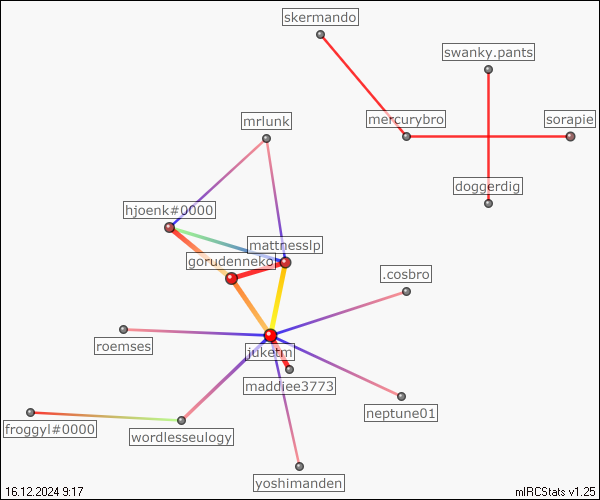 skermando
swanky.pants
mrlunk
mercurybro
sorapie
doggerdig
hjoenk#0000
mattnesslp
gorudenneko
.cosbro
roemses
juketm
maddiee3773
neptune01
froggyl#0000
wordlesseulogy
yoshimanden
16.12.2024 9:17
mIRCStats v1.25